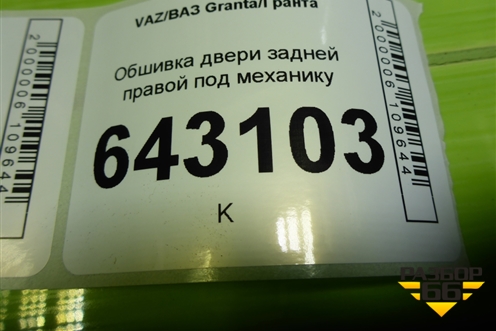 VAZ/ВАЗ Granta/Гранта
Обшивка двери задней
правой под механику
643103
К
2000006109644
2000006109644
РАЗБОР
66